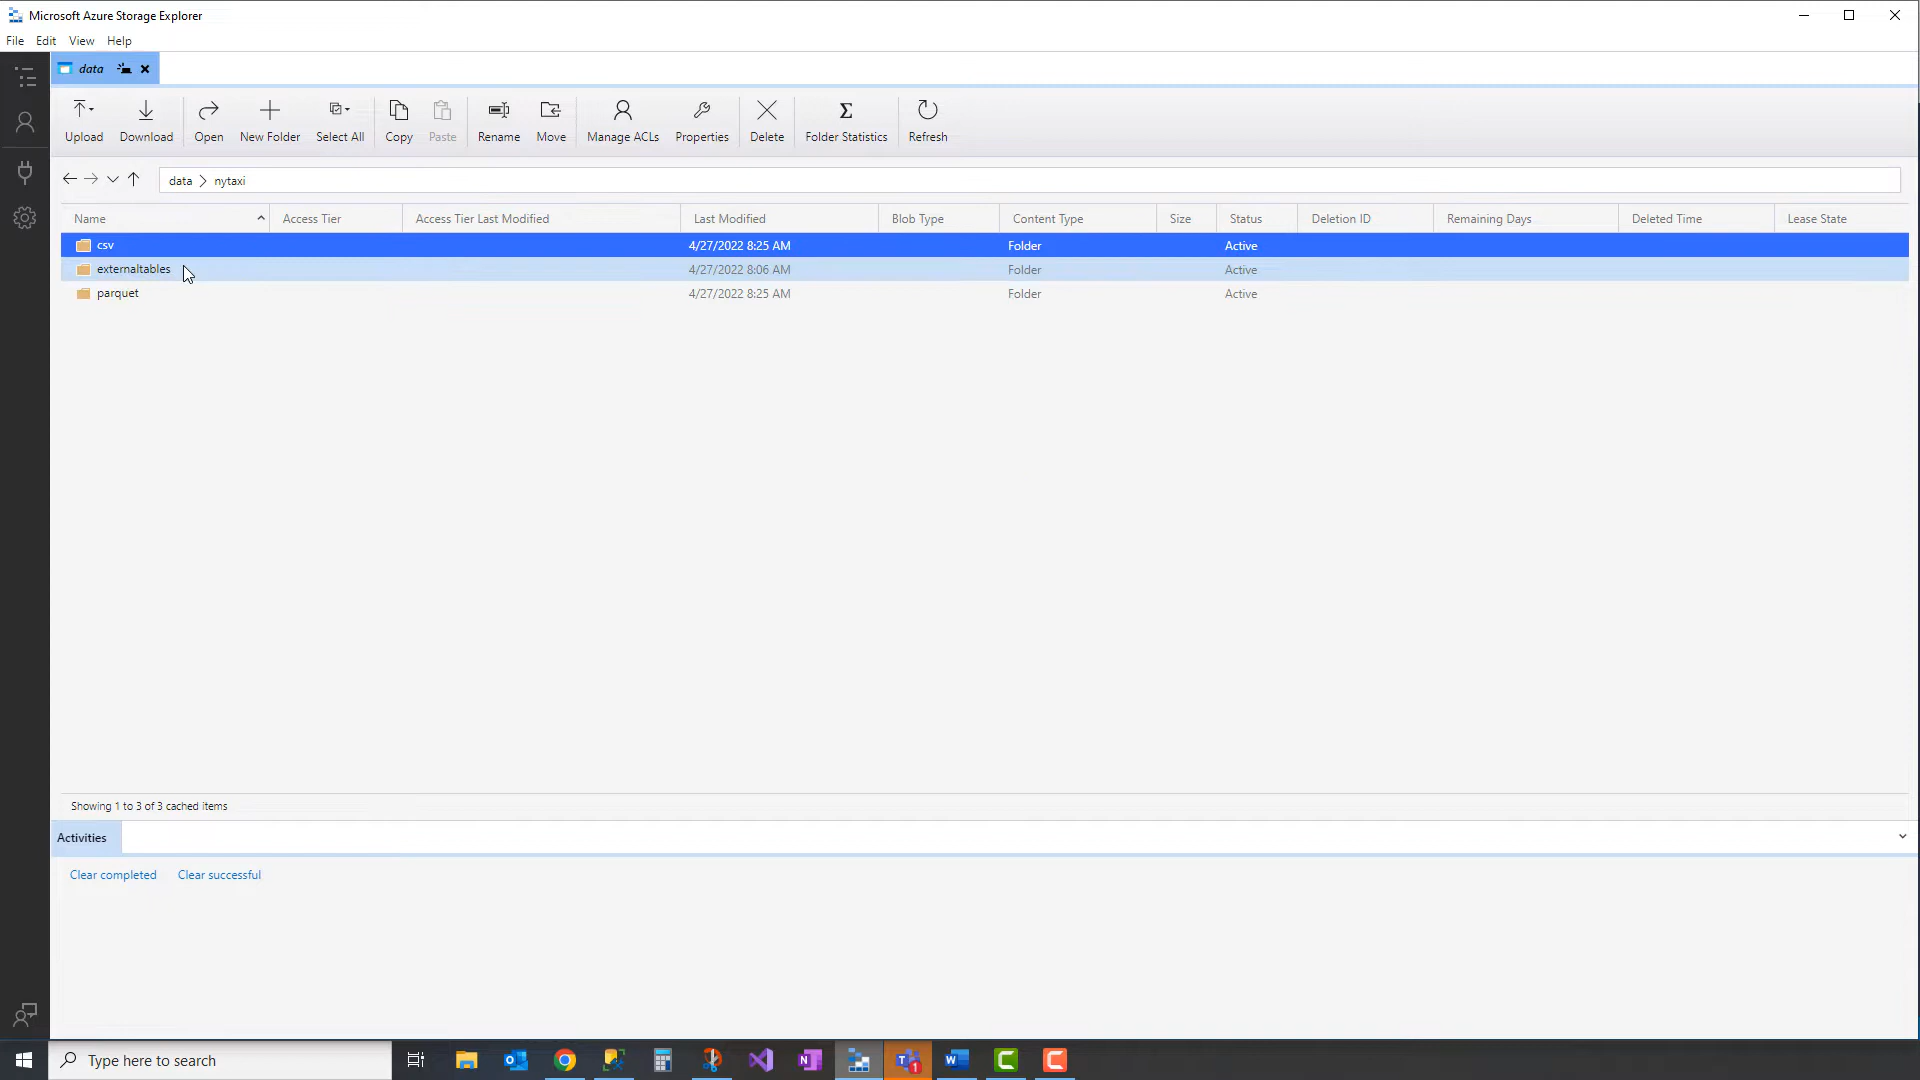 Microsoft Azure Storage Explorer
File Edit View Help
data
Upload Download Open New Folder Select All Copy Paste Rename Move Manage ACLs Properties Delete Folder Statistics Refresh
data nytaxi
Name Access Tier Access Tier Last Modified Last Modified Blob Type Content Type Size Status Deletion ID Remaining Days Deleted Time Lease State
csv 4/27/2022 8:25 AM Folder Active
externaltables 4/27/2022 8:06 AM Folder Active
parquet 4/27/2022 8:25 AM Folder Active
Showing 1 to 3 of 3 cached items
Activities
Clear completed Clear successful
Type here to search